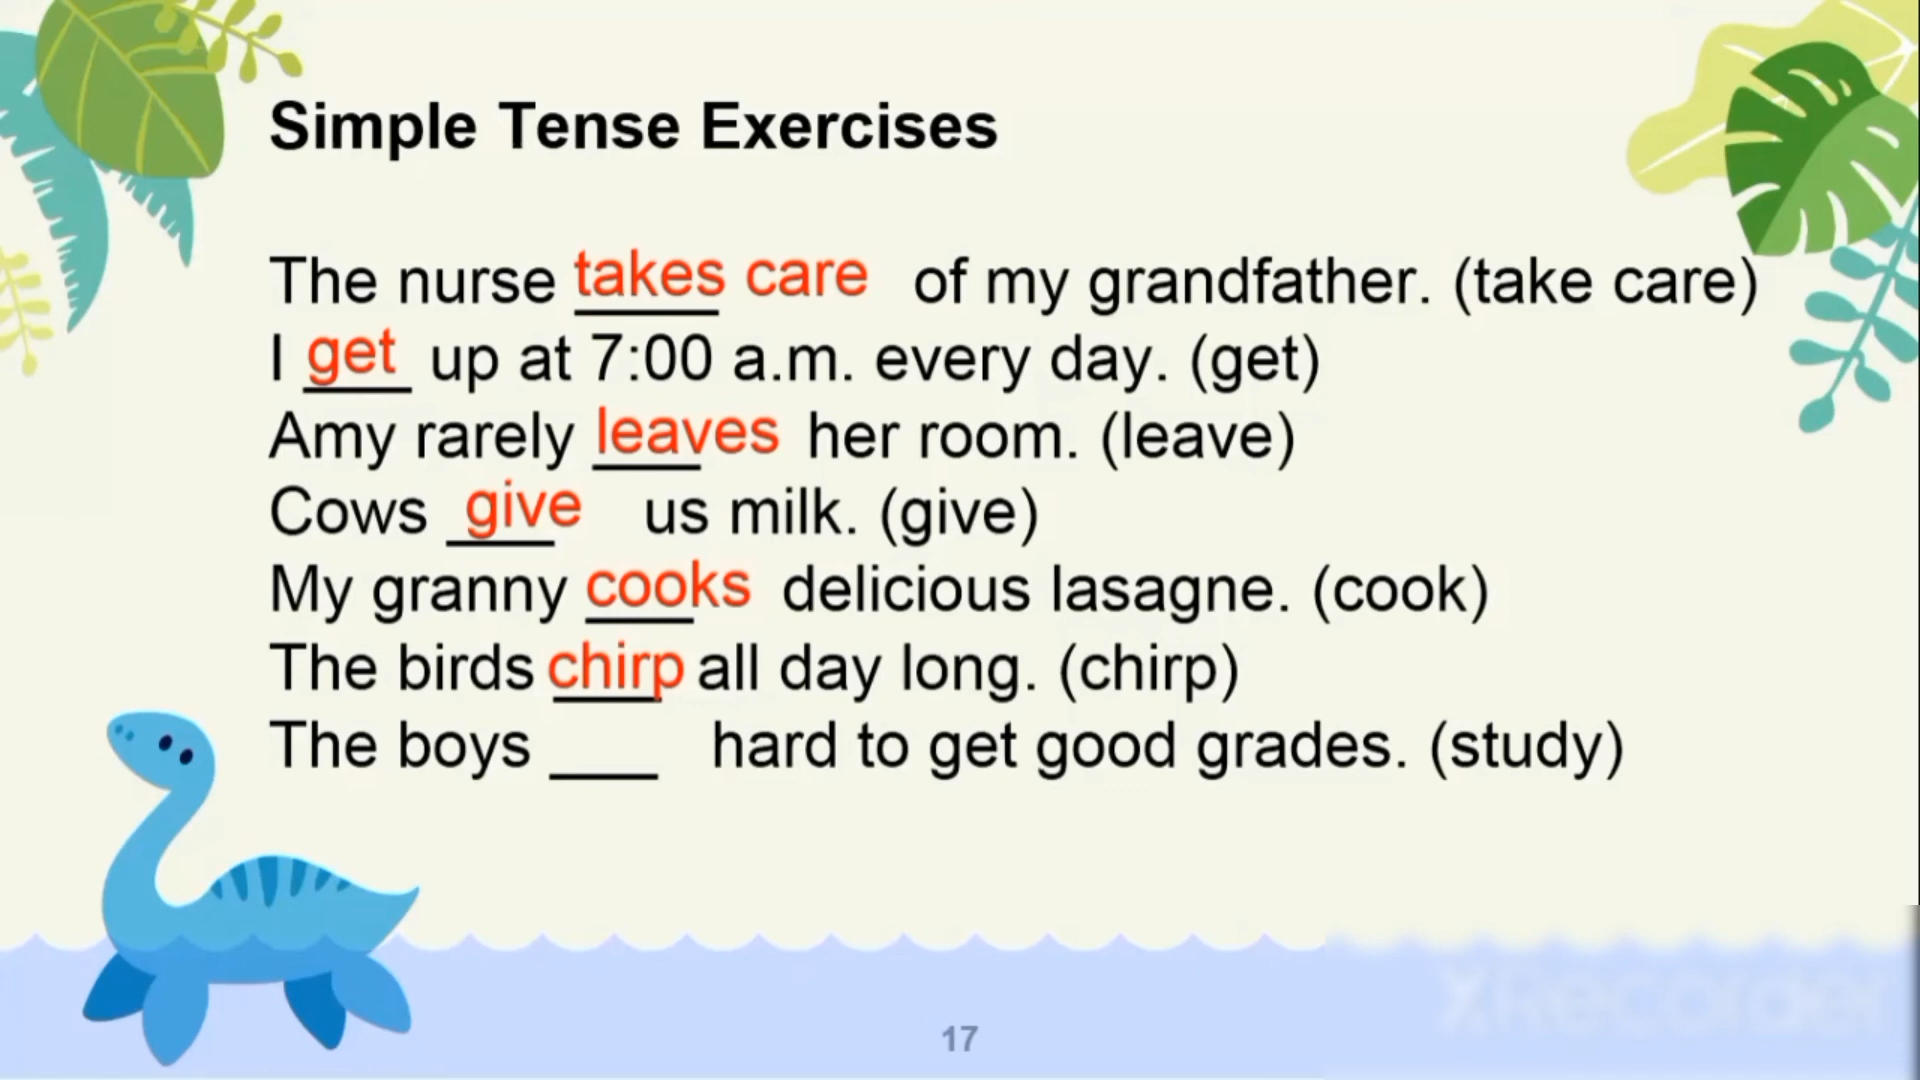 Simple Tense Exercises
The nurse takes care of my grandfather. (take care)
I get up at 7:00 a.m. every day. (get)
Amy rarely leaves her room. (leave)
Cows give us milk. (give)
My granny cooks delicious lasagne. (cook)
The birds chirp all day long. (chirp)
The boys ___ hard to get good grades. (study)
XRecorder
17